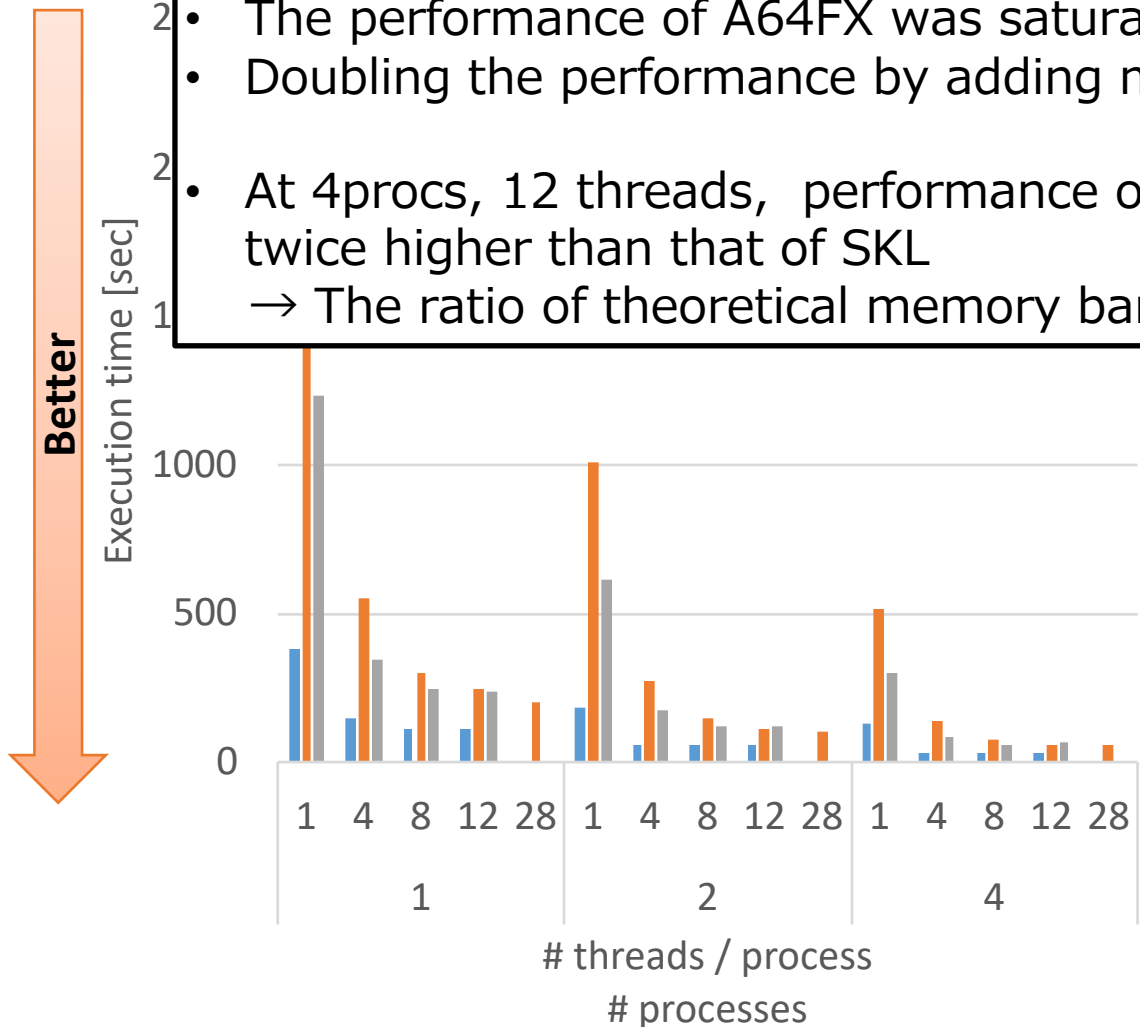 • The performance of A64FX was
• Doubling the performance by adding
• At 4procs, 12 threads, performance
twice higher than that of SKL
→ The ratio of theoretical memory
Better
Execution time [sec]
1000
500
0
1 4 8 12 28 1 4 8 12 28 1 4 8 12 28
1 2 4
# threads / process
# processes